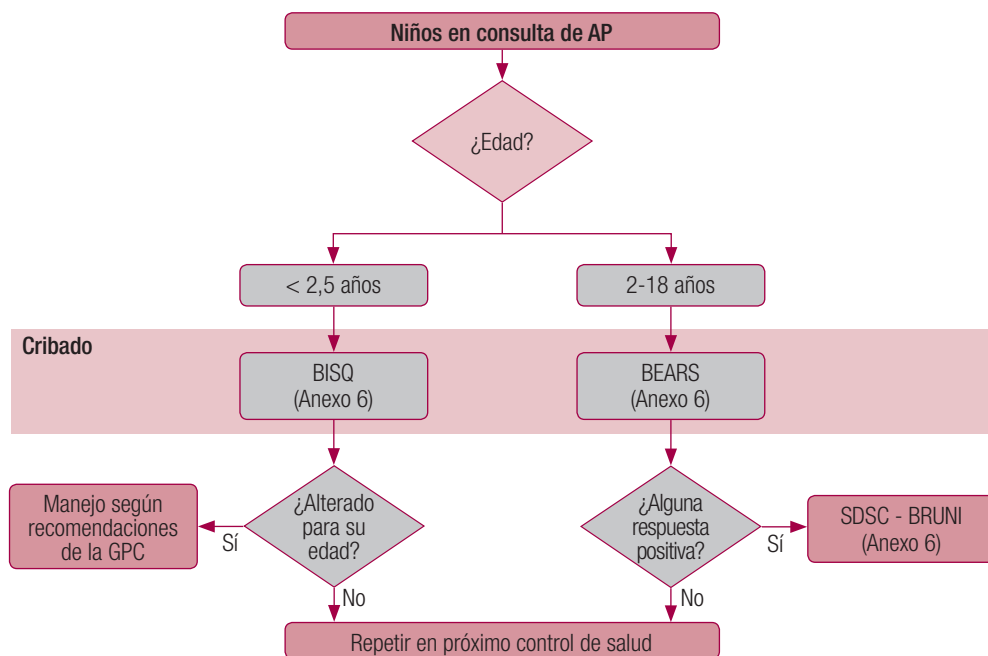 Niños en consulta de AP
¿Edad?
< 2,5 años
2-18 años
Cribado
BISQ
(Anexo 6)
BEARS
(Anexo 6)
Manejo según
recomendaciones
de la GPC
Sí
¿Alterado
para su
edad?
¿Alguna
respuesta
positiva?
Sí
SDSC - BRUNI
(Anexo 6)
No
No
Repetir en próximo control de salud